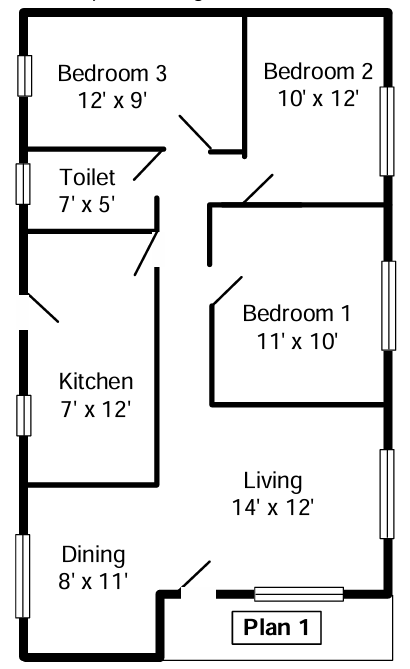 Bedroom 3
12' x 9'
Bedroom 2
10' x 12'
Toilet
7' x 5'
Bedroom 1
11' x 10'
Kitchen
7' x 12'
Living
14' x 12'
Dining
8' x 11'
Plan 1